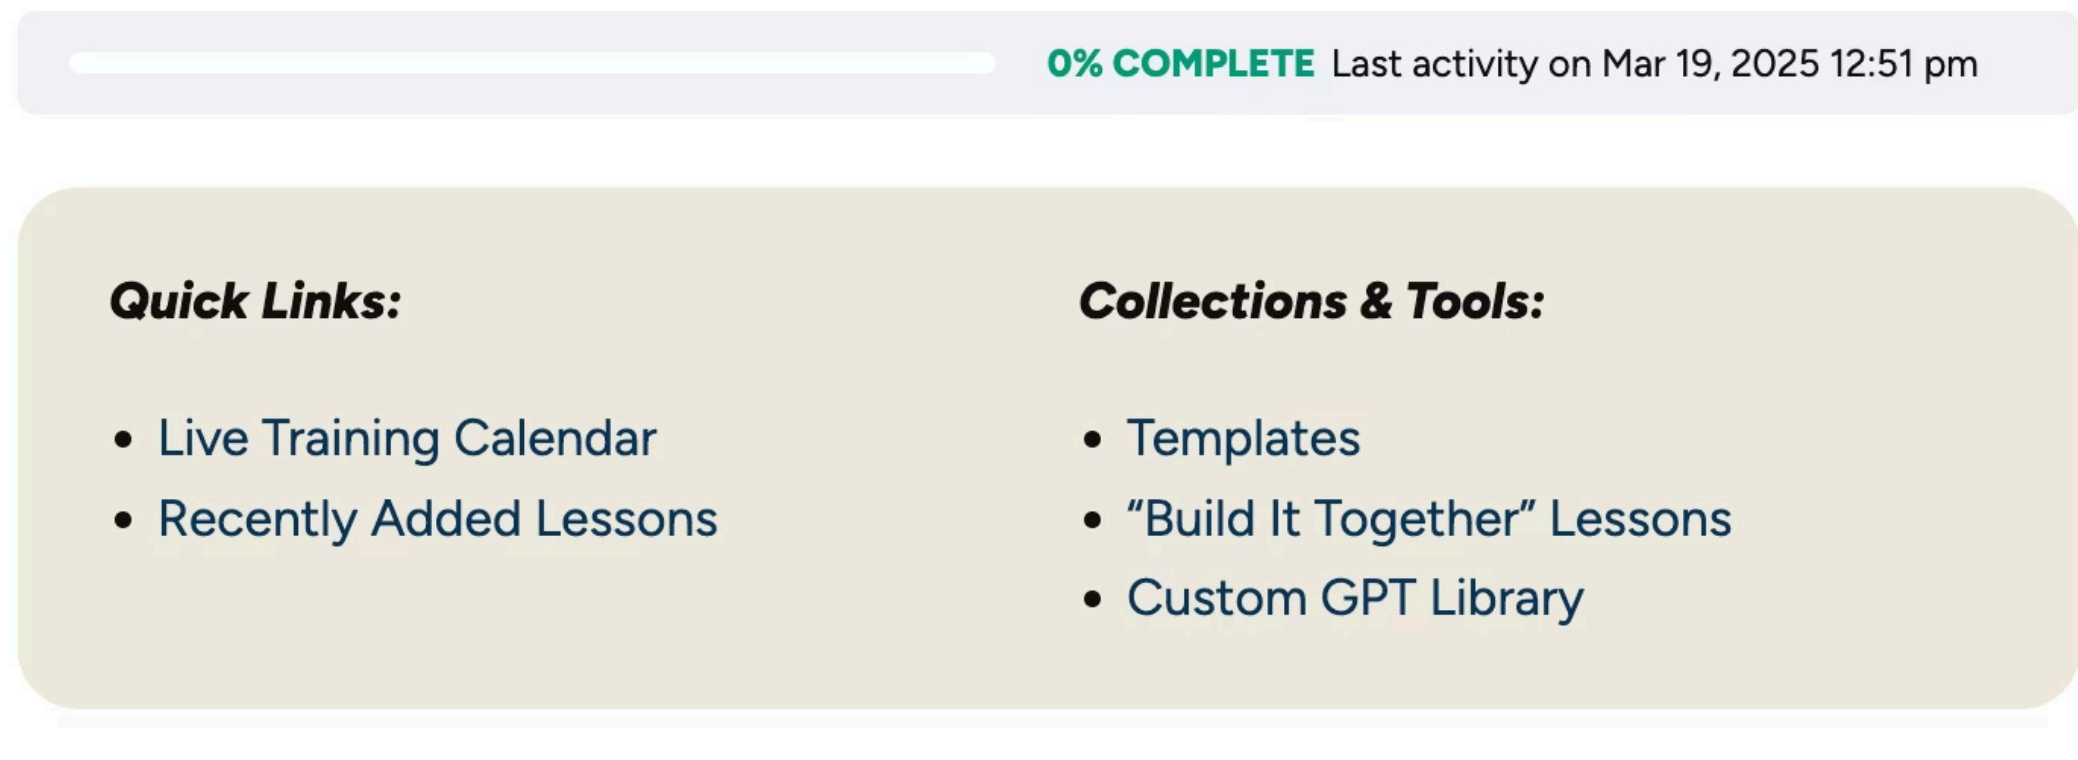 0% COMPLETE Last activity on Mar 19, 2025 12:51 pm
Quick Links:
Live Training Calendar
Recently Added Lessons
Collections & Tools:
Templates
“Build It Together” Lessons
Custom GPT Library